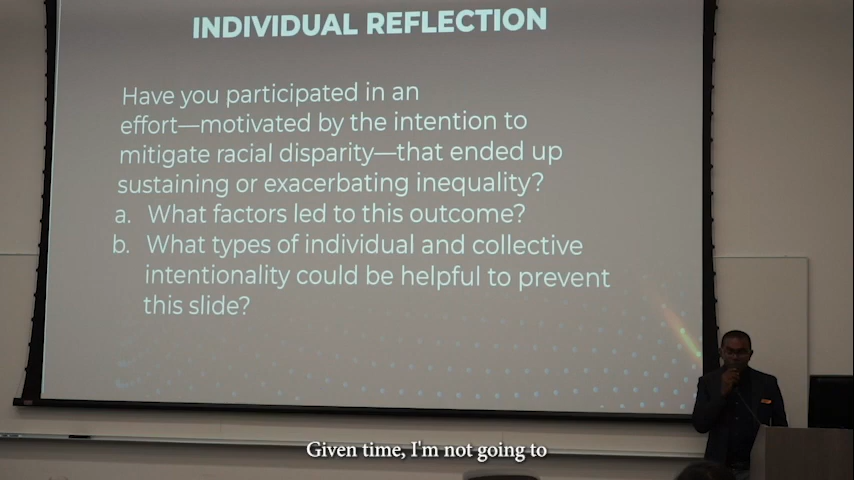 INDIVIDUAL REFLECTION
Have you participated in an
effort—motivated by the intention to
mitigate racial disparity—that ended up
sustaining or exacerbating inequality?
a. What factors led to this outcome?
b. What types of individual and collective
intentionality could be helpful to prevent
this slide?
Given time, I'm not going to